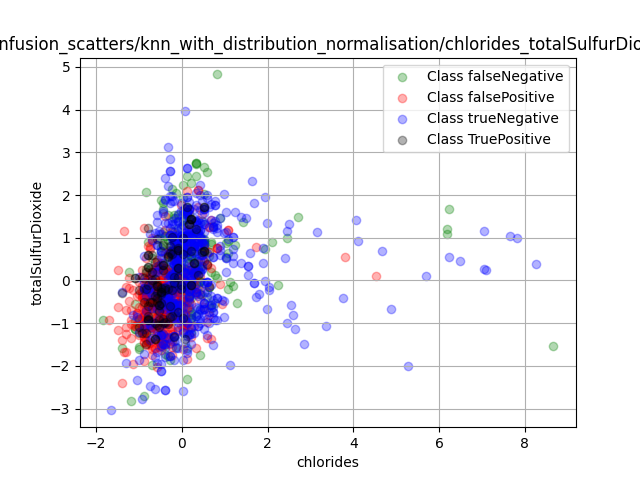 nfusion_scatters/knn_with_distribution_normalisation/chlorides_totalSulfurDiox
Class falseNegative
Class falsePositive
Class trueNegative
Class TruePositive
5
4
3
2
1
0
−1
−2
−3
totalSulfurDioxide
−2 0 2 4 6 8
chlorides